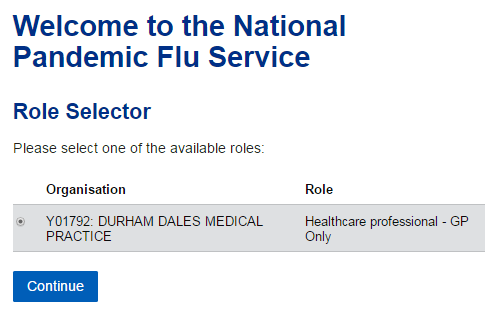 Welcome to the National
Pandemic Flu Service
Role Selector
Please select one of the available roles:
Organisation Role
Y01792: DURHAM DALES MEDICAL Healthcare professional - GP
PRACTICE Only
Continue